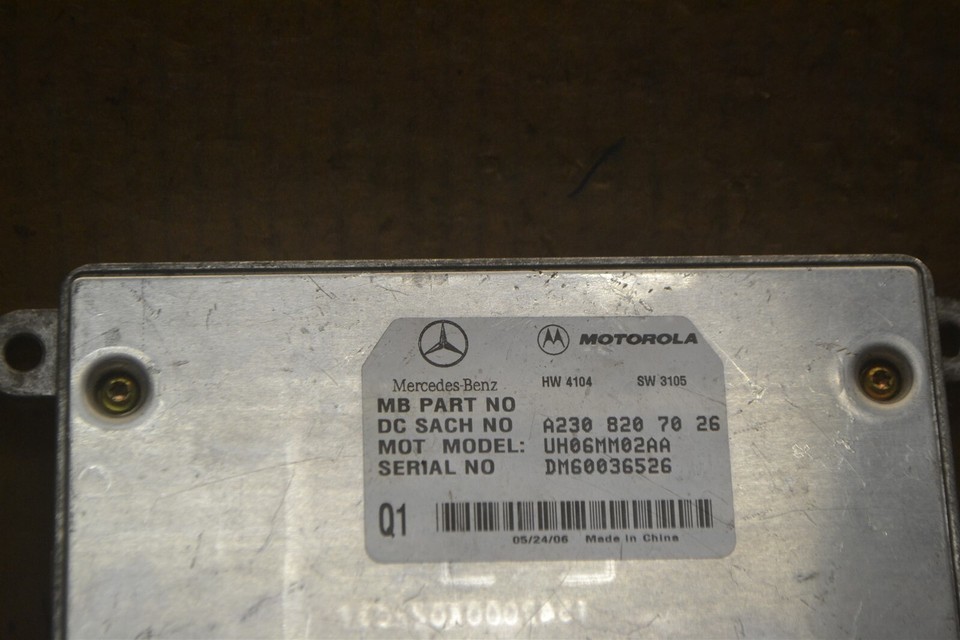 MOTOROLA
Mercedes-Benz HW 4104 SW 3105
MB PART NO
DC SACH NO A230 820 70 26
MOT MODEL: UH06MM02AA
SERIAL NO DM60036526
Q1
05/24/06 Made in China